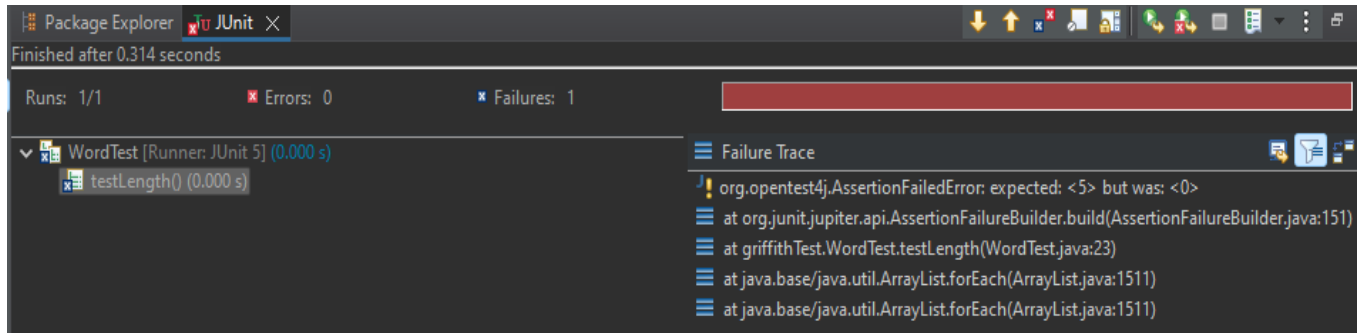 Package Explorer JUnit
Finished after 0.314 seconds
Runs: 1/1 Errors: 0 Failures: 1
WordTest [Runner: JUnit 5] (0.000 s)
testLength() (0.000 s)
Failure Trace
org.opentest4j.AssertionFailedError: expected: <5> but was: <0>
at org.junit.jupiter.api.AssertionFailureBuilder.build(AssertionFailureBuilder.java:151)
at griffithTest.WordTest.testLength(WordTest.java:23)
at java.base/java.util.ArrayList.forEach(ArrayList.java:1511)
at java.base/java.util.ArrayList.forEach(ArrayList.java:1511)